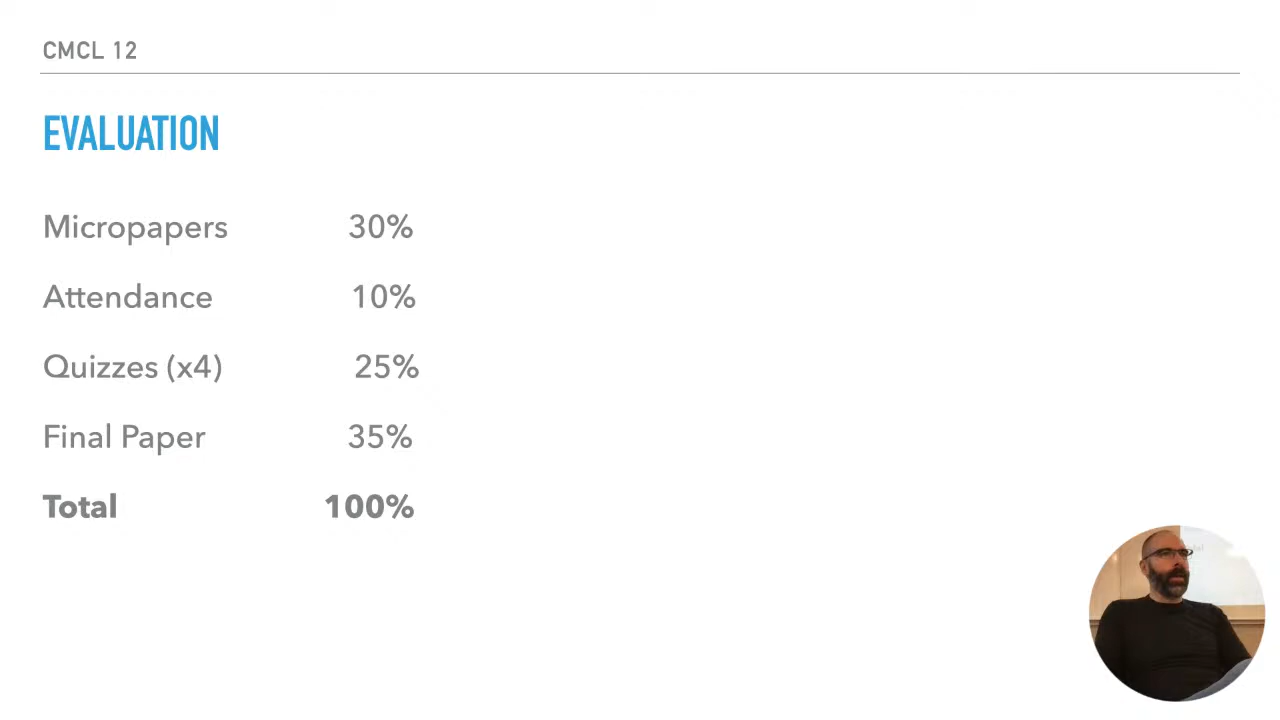 CMCL 12
EVALUATION
Micropapers 30%
Attendance 10%
Quizzes (x4) 25%
Final Paper 35%
Total 100%